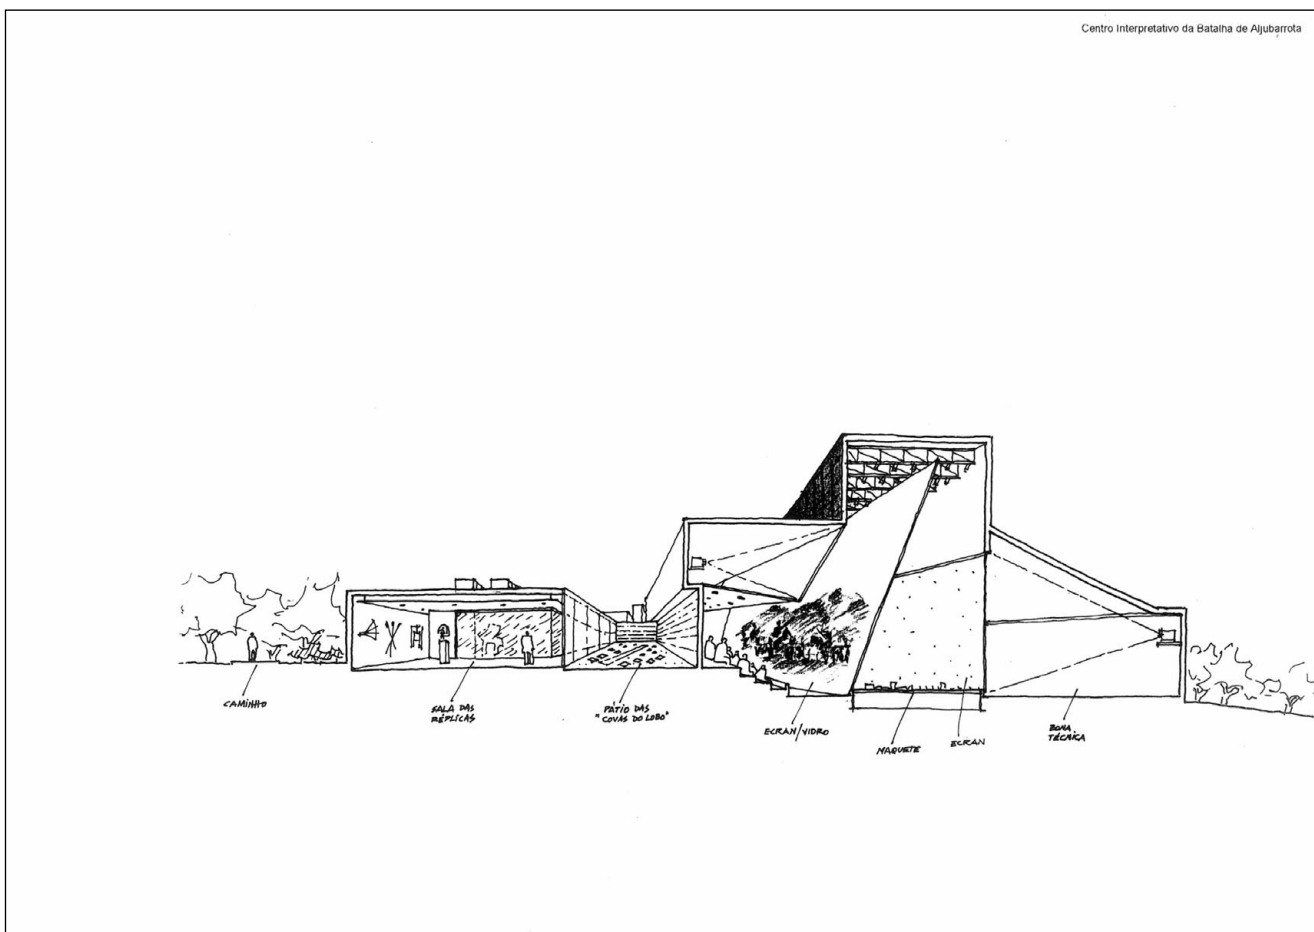 Centro Interpretativo da Batalha de Aljubarrota
CAMINHO
SALA DAS
RÉPLICAS
PÁTIO DAS
"COVAS DO LOBO"
ECRAN/VIDRO
MAQUETE
ECRAN
ZONA
TÉCNICA